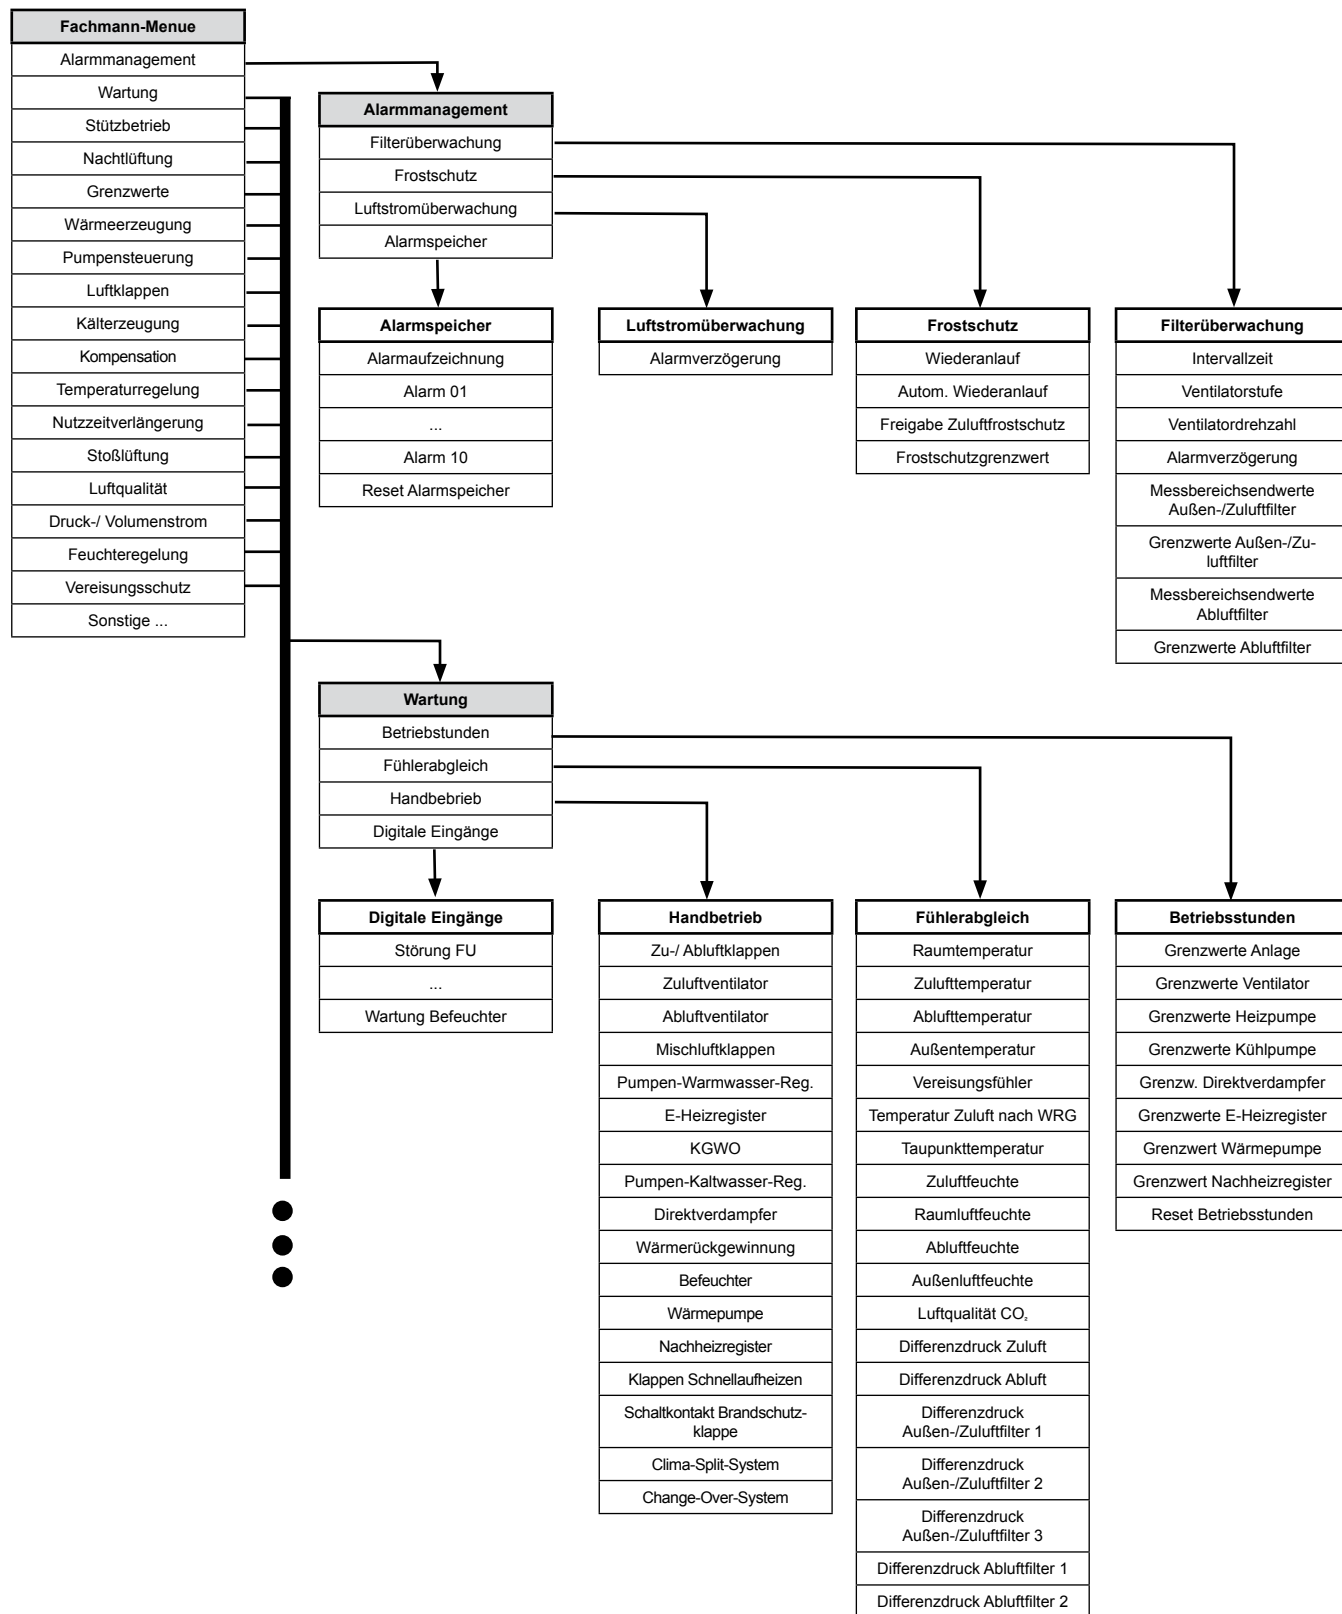 Fachmann-Menue
Alarmmanagement
Wartung
Stützbetrieb
Nachtlüftung
Grenzwerte
Wärmeerzeugung
Pumpensteuerung
Luftklappen
Kälterzeugung
Kompensation
Temperaturregelung
Nutzzeitverlängerung
Stoßlüftung
Luftqualität
Druck-/ Volumenstrom
Feuchteregelung
Vereisungsschutz
Sonstige ...
Alarmmanagement
Filterüberwachung
Frostschutz
Luftstromüberwachung
Alarmspeicher
Alarmspeicher
Alarmaufzeichnung
Alarm 01
...
Alarm 10
Reset Alarmspeicher
Luftstromüberwachung
Alarmverzögerung
Frostschutz
Wiederanlauf
Autom. Wiederanlauf
Freigabe Zuluftfrostschutz
Frostschutzgrenzwert
Filterüberwachung
Intervallzeit
Ventilatorstufe
Ventilatordrehzahl
Alarmverzögerung
Messbereichsendwerte
Außen-/Zuluftfilter
Grenzwerte Außen-/Zu-
luftfilter
Messbereichsendwerte
Abluftfilter
Grenzwerte Abluftfilter
Wartung
Betriebstunden
Fühlerabgleich
Handbebrieb
Digitale Eingänge
Digitale Eingänge
Störung FU
...
Wartung Befeuchter
Handbetrieb
Zu-/ Abluftklappen
Zuluftventilator
Abluftventilator
Mischluftklappen
Pumpen-Warmwasser-Reg.
E-Heizregister
KGWO
Pumpen-Kaltwasser-Reg.
Direktverdampfer
Wärmerückgewinnung
Befeuchter
Wärmepumpe
Nachheizregister
Klappen Schnellaufheizen
Schaltkontakt Brandschutz-
klappe
Clima-Split-System
Change-Over-System
Fühlerabgleich
Raumtemperatur
Zulufttemperatur
Ablufttemperatur
Außentemperatur
Vereisungsfühler
Temperatur Zuluft nach WRG
Taupunkttemperatur
Zuluftfeuchte
Raumluftfeuchte
Abluftfeuchte
Außenluftfeuchte
Luftqualität CO₂
Differenzdruck Zuluft
Differenzdruck Abluft
Differenzdruck
Außen-/Zuluftfilter 1
Differenzdruck
Außen-/Zuluftfilter 2
Differenzdruck
Außen-/Zuluftfilter 3
Differenzdruck Abluftfilter 1
Differenzdruck Abluftfilter 2
Betriebsstunden
Grenzwerte Anlage
Grenzwerte Ventilator
Grenzwerte Heizpumpe
Grenzwerte Kühlpumpe
Grenzw. Direktverdampfer
Grenzwerte E-Heizregister
Grenzwert Wärmepumpe
Grenzwert Nachheizregister
Reset Betriebsstunden